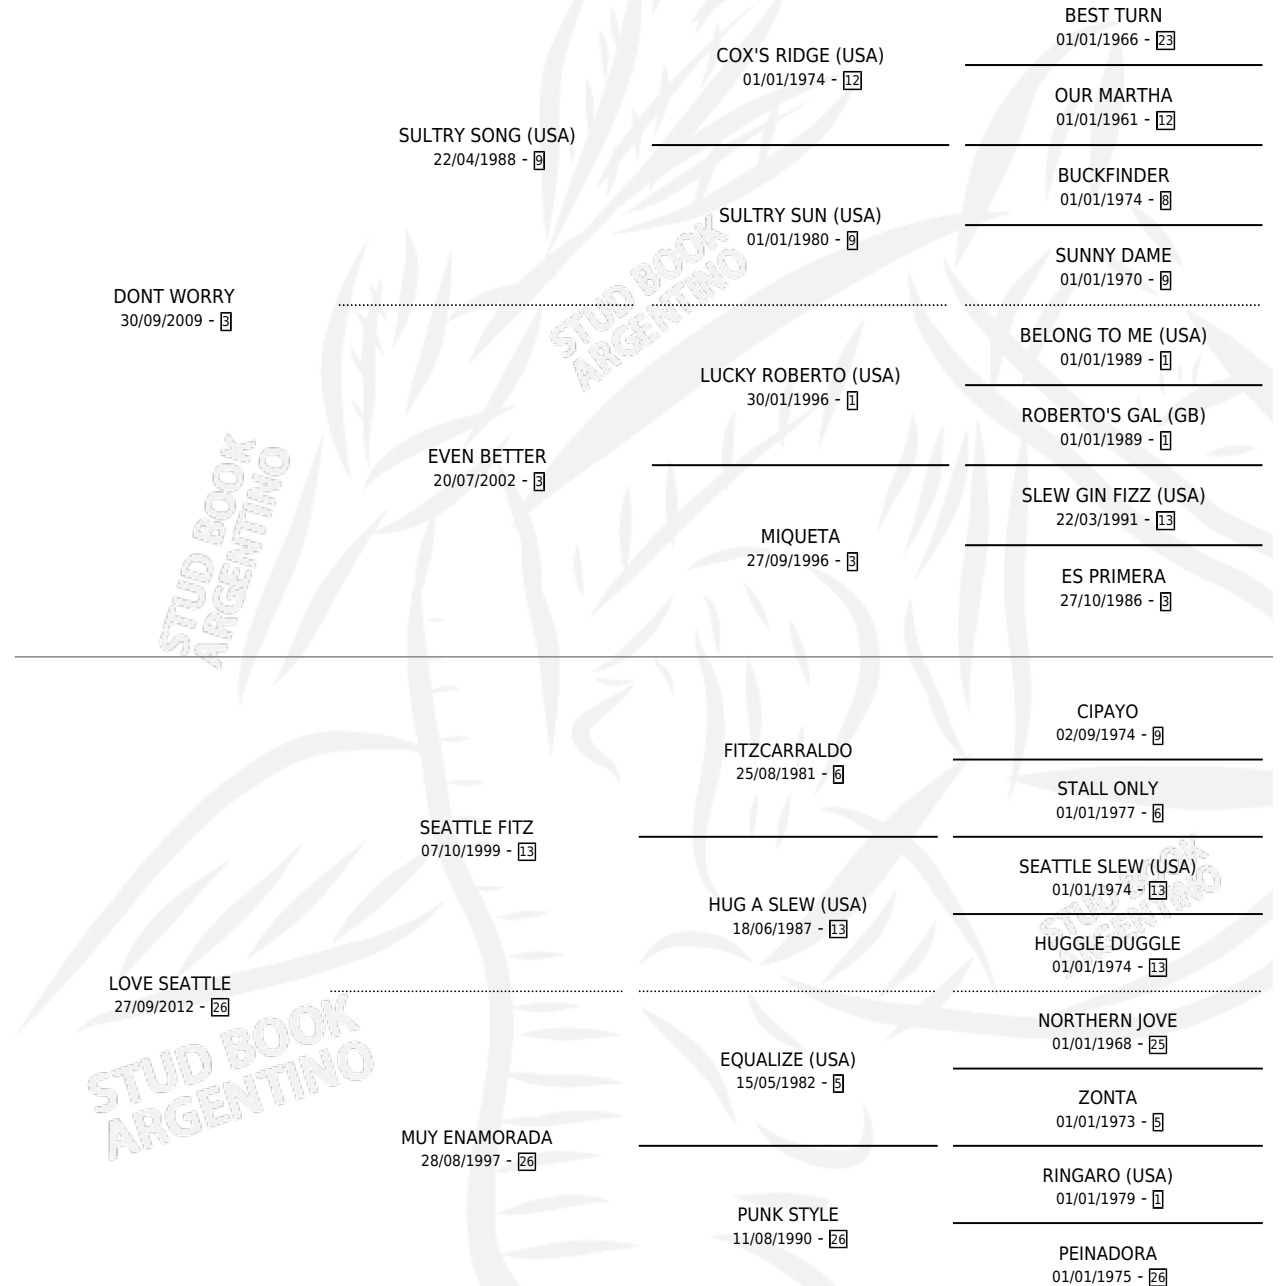 BEST TURN
01/01/1966 - 23
COX'S RIDGE (USA)
01/01/1974 - 12
OUR MARTHA
01/01/1961 - 12
SULTRY SONG (USA)
22/04/1988 - 9
BUCKFINDER
01/01/1974 - 8
SULTRY SUN (USA)
01/01/1980 - 9
SUNNY DAME
01/01/1970 - 9
STUD BOOK
ARGENTINO
DONT WORRY
30/09/2009 - 3
BELONG TO ME (USA)
01/01/1989 - 1
LUCKY ROBERTO (USA)
30/01/1996 - 1
ROBERTO'S GAL (GB)
01/01/1989 - 1
EVEN BETTER
20/07/2002 - 3
SLEW GIN FIZZ (USA)
22/03/1991 - 13
MIQUETA
27/09/1996 - 3
ES PRIMERA
27/10/1986 - 3
STUD BOOK
ARGENTINO
CIPAYO
02/09/1974 - 9
FITZCARRALDO
25/08/1981 - 6
STALL ONLY
01/01/1977 - 6
SEATTLE FITZ
07/10/1999 - 13
SEATTLE SLEW (USA)
01/01/1974 - 13
HUG A SLEW (USA)
18/06/1987 - 13
HUGGLE DUGGLE
01/01/1974 - 13
STUD BOOK
ARGENTINO
LOVE SEATTLE
27/09/2012 - 26
NORTHERN JOVE
01/01/1968 - 25
EQUALIZE (USA)
15/05/1982 - 5
ZONTA
01/01/1973 - 5
STUD BOOK
ARGENTINO
MUY ENAMORADA
28/08/1997 - 26
RINGARO (USA)
01/01/1979 - 1
PUNK STYLE
11/08/1990 - 26
PEINADORA
01/01/1975 - 26